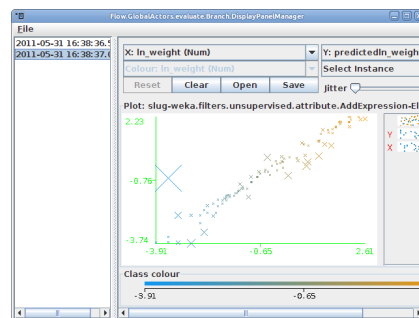 Flow.GlobalActors.evaluate.Branch.DisplayPanelManager
File
2011-05-31 16:38:36.5
2011-05-31 16:38:37.0
X: ln_weight (Num)
Y: predictedln_weigh
Colour: ln_weight (Num)
Select Instance
Reset
Clear
Open
Save
Jitter
Plot: slug-weka.filters.unsupervised.attribute.AddExpression-El
2.23
-0.76
-3.74
-3.91
-0.65
2.61
Y
X
Class colour
-3.91
-0.65